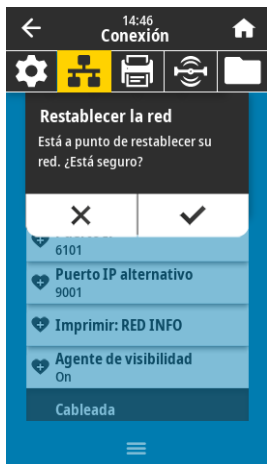 14:46
Conexión
Restablecer la red
Está a punto de restablecer su
red. ¿Está seguro?
6101
Puerto IP alternativo
9001
Imprimir: RED INFO
Agente de visibilidad
On
Cableada